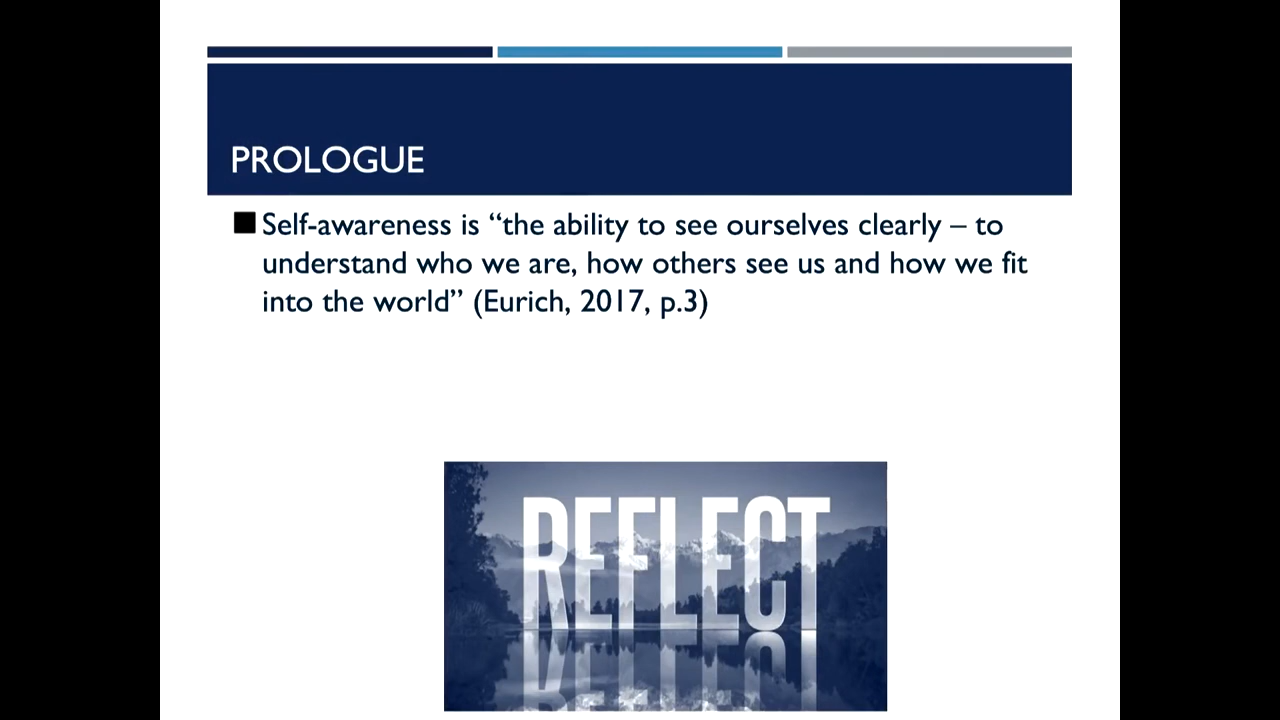 PROLOGUE
Self-awareness is “the ability to see ourselves clearly – to
understand who we are, how others see us and how we fit
into the world” (Eurich, 2017, p.3)
REFLECT